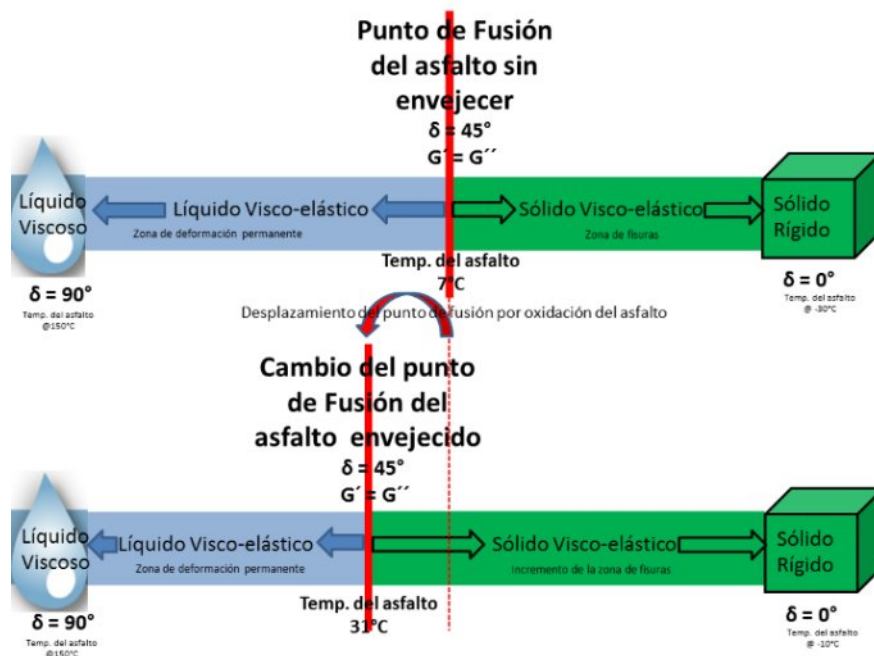 Punto de Fusión
del asfalto sin
envejecer
δ = 45°
G´ = G´´
Líquido
Viscoso
Líquido Visco-elástico
Zona de deformación permanente
Sólido Visco-elástico
Zona de fisuras
Sólido
Rígido
δ = 90°
Temp. del asfalto
@150°C
Temp. del asfalto
7°C
δ = 0°
Temp. del asfalto
@ -30°C
Desplazamiento del punto de fusión por oxidación del asfalto
Cambio del punto
de Fusión del
asfalto envejecido
δ = 45°
G´ = G´´
Líquido
Viscoso
Líquido Visco-elástico
Zona de deformación permanente
Sólido Visco-elástico
Incremento de la zona de fisuras
Sólido
Rígido
δ = 90°
Temp. del asfalto
@150°C
Temp. del asfalto
31°C
δ = 0°
Temp. del asfalto
@ -10°C